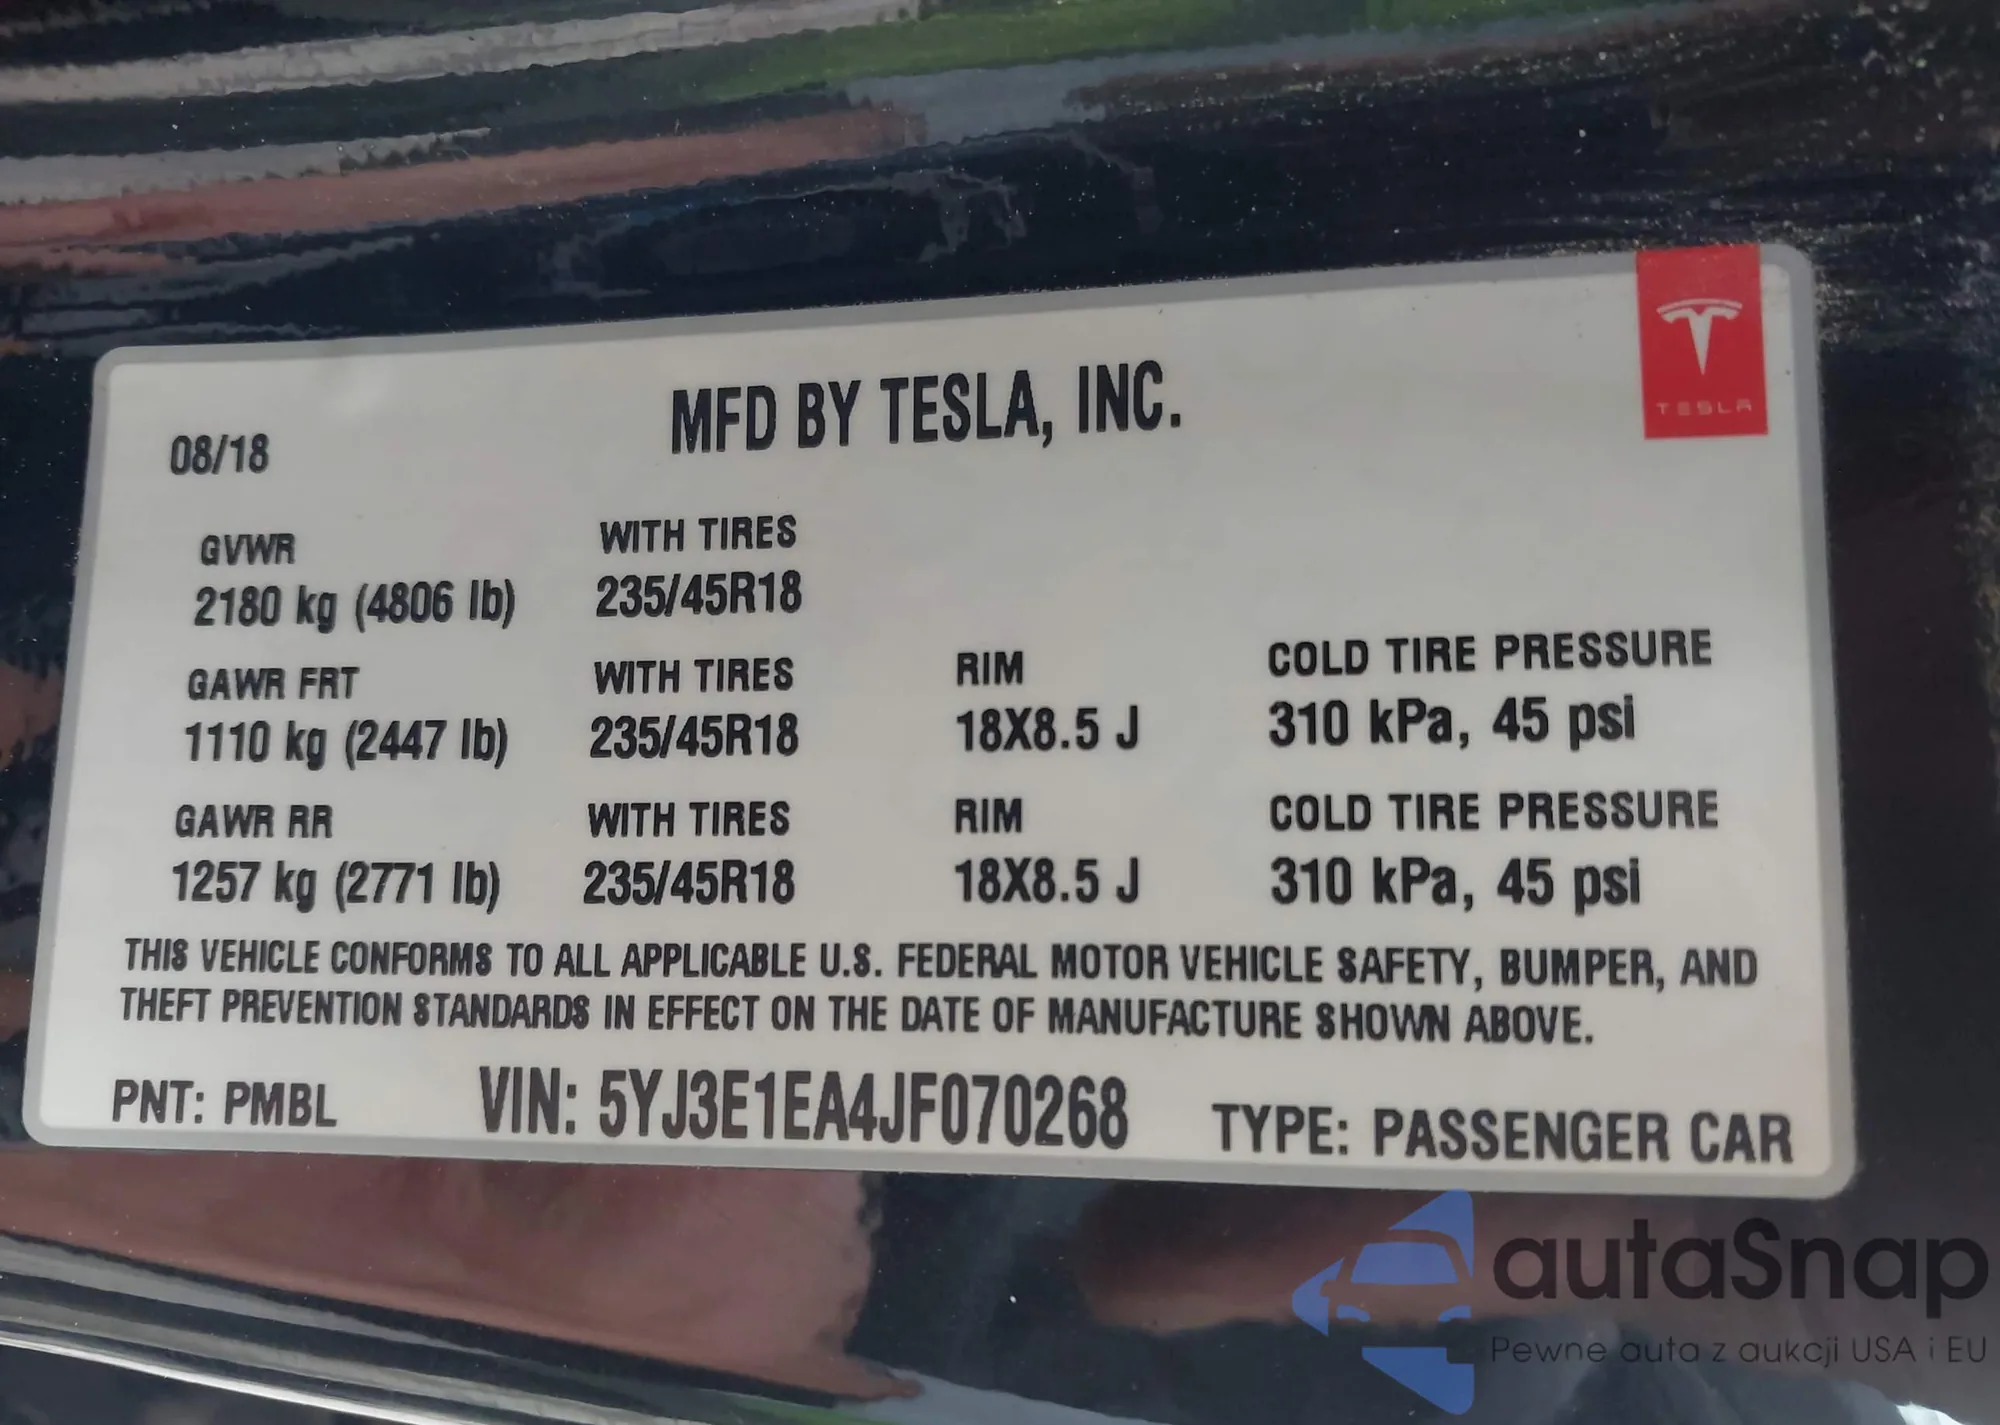 TESLA
MFD BY TESLA, INC.
08/18
GVWR WITH TIRES
2180 kg (4806 lb) 235/45R18
GAWR FRT WITH TIRES RIM COLD TIRE PRESSURE
1110 kg (2447 lb) 235/45R18 18X8.5 J 310 kPa, 45 psi
GAWR RR WITH TIRES RIM COLD TIRE PRESSURE
1257 kg (2771 lb) 235/45R18 18X8.5 J 310 kPa, 45 psi
THIS VEHICLE CONFORMS TO ALL APPLICABLE U.S. FEDERAL MOTOR VEHICLE SAFETY, BUMPER, AND
THEFT PREVENTION STANDARDS IN EFFECT ON THE DATE OF MANUFACTURE SHOWN ABOVE.
PNT: PMBL VIN: 5YJ3E1EA4JF070268 TYPE: PASSENGER CAR
autaSnap
Pewne auta z aukcji USA i EU